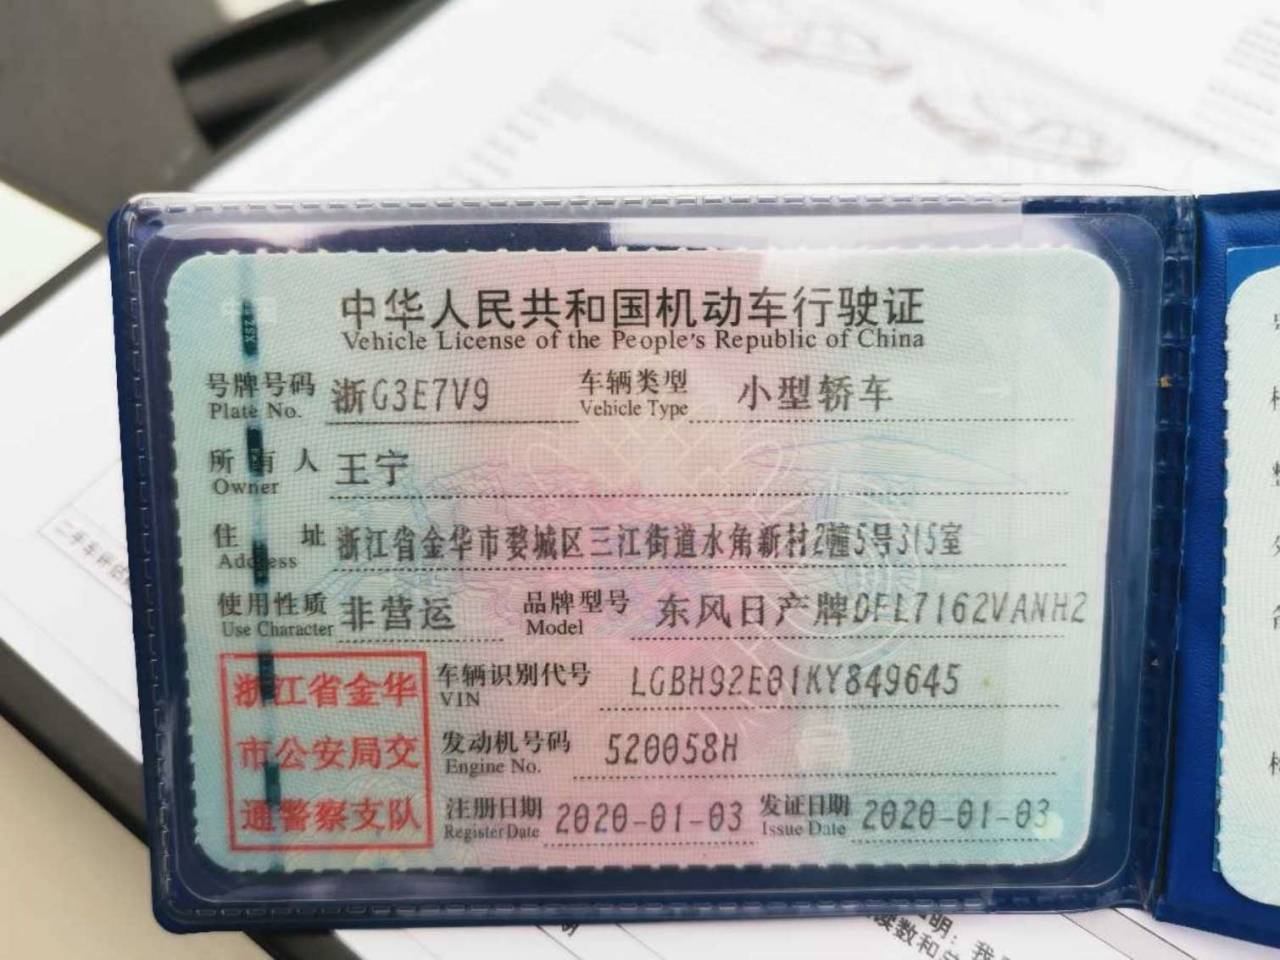 中华人民共和国机动车行驶证
Vehicle License of the People's Republic of China
号牌号码 浙G3E7V9 车辆类型 小型轿车
Plate No. Vehicle Type
所有人 王宁
Owner
住址 浙江省金华市婺城区三江街道水角新村2幢5号315室
Address
使用性质 非营运 品牌型号 东风日产牌DFL7162VANH2
Use Character Model
浙江省金华
市公安局交
通警察支队
车辆识别代号 LGBH92E01KY849645
VIN
发动机号码 520058H
Engine No.
注册日期 2020-01-03 发证日期 2020-01-03
Register Date Issue Date